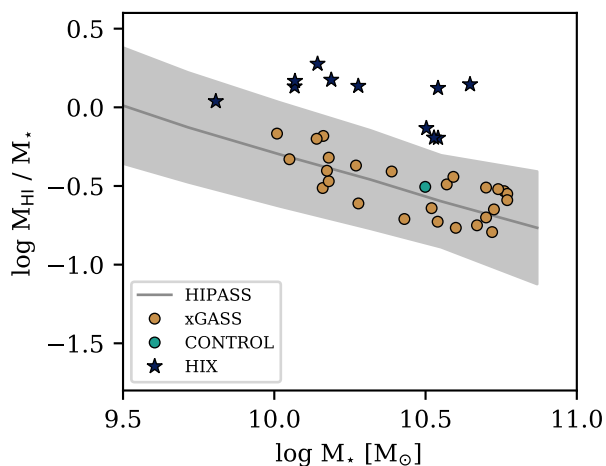 0.5
0.0
−0.5
−1.0
−1.5
log M_HI / M⋆
HIPASS
xGASS
CONTROL
HIX
9.5 10.0 10.5 11.0
log M⋆ [M⊙]